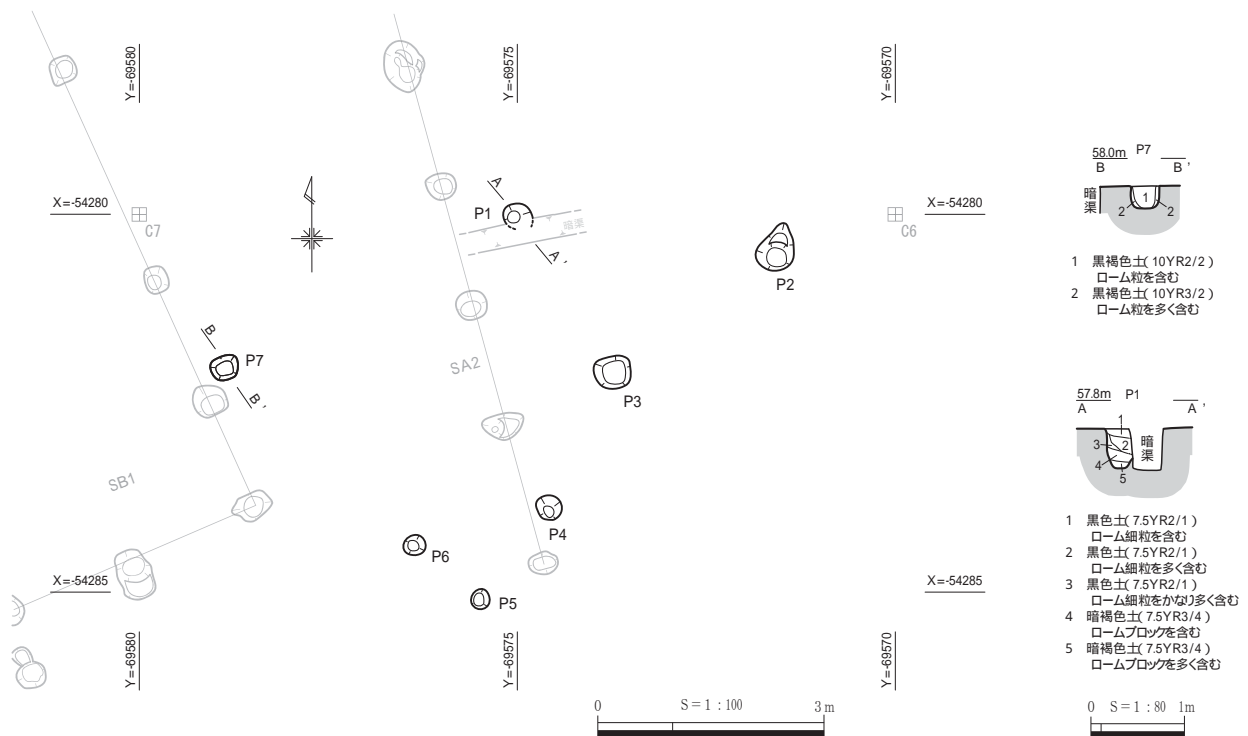 Y=-69580
Y=-69575
Y=-69570
X=-54280
C7
A
P1
暗渠
A'
C6
X=-54280
P2
B
P7
B'
SA2
P3
SB1
P4
P6
P5
X=-54285
X=-54285
Y=-69580
Y=-69575
Y=-69570
0 S=1:100 3m
58.0m P7
B B'
暗渠
1
2 2
1 黒褐色土(10YR2/2)
ローム粒を含む
2 黒褐色土(10YR3/2)
ローム粒を多く含む
57.8m P1
A A'
1
3 2 暗渠
4
5
1 黒色土(7.5YR2/1)
ローム細粒を含む
2 黒色土(7.5YR2/1)
ローム細粒を多く含む
3 黒色土(7.5YR2/1)
ローム細粒をかなり多く含む
4 暗褐色土(7.5YR3/4)
ロームブロックを含む
5 暗褐色土(7.5YR3/4)
ロームブロックを多く含む
0 S=1:80 1m